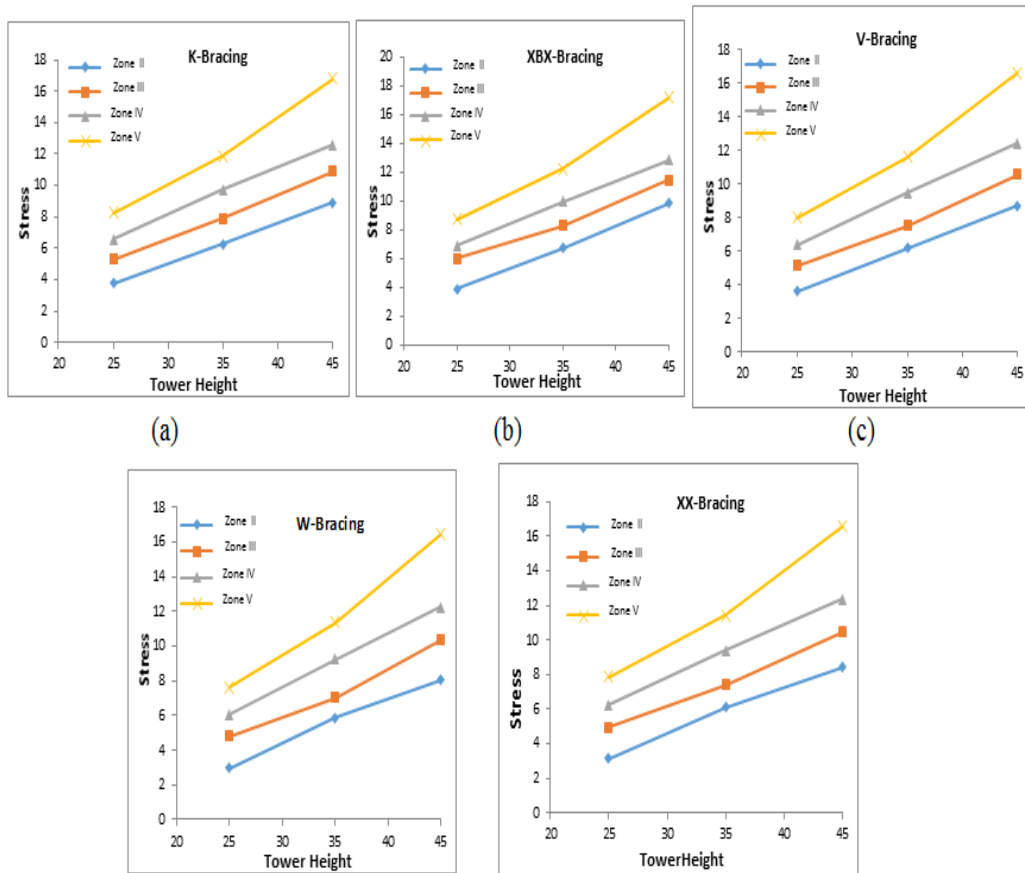 K-Bracing
Zone II
Zone III
Zone IV
Zone V
18
16
14
12
10
8
6
4
2
0
Stress
20 25 30 35 40 45
Tower Height
(a)
XBX-Bracing
Zone II
Zone III
Zone IV
Zone V
20
18
16
14
12
10
8
6
4
2
0
Stress
20 25 30 35 40 45
Tower Height
(b)
V-Bracing
Zone II
Zone III
Zone IV
Zone V
18
16
14
12
10
8
6
4
2
0
Stress
20 25 30 35 40 45
Tower Height
(c)
W-Bracing
Zone II
Zone III
Zone IV
Zone V
18
16
14
12
10
8
6
4
2
0
Stress
20 25 30 35 40 45
Tower Height
XX-Bracing
Zone II
Zone III
Zone IV
Zone V
18
16
14
12
10
8
6
4
2
0
Stress
20 25 30 35 40 45
TowerHeight